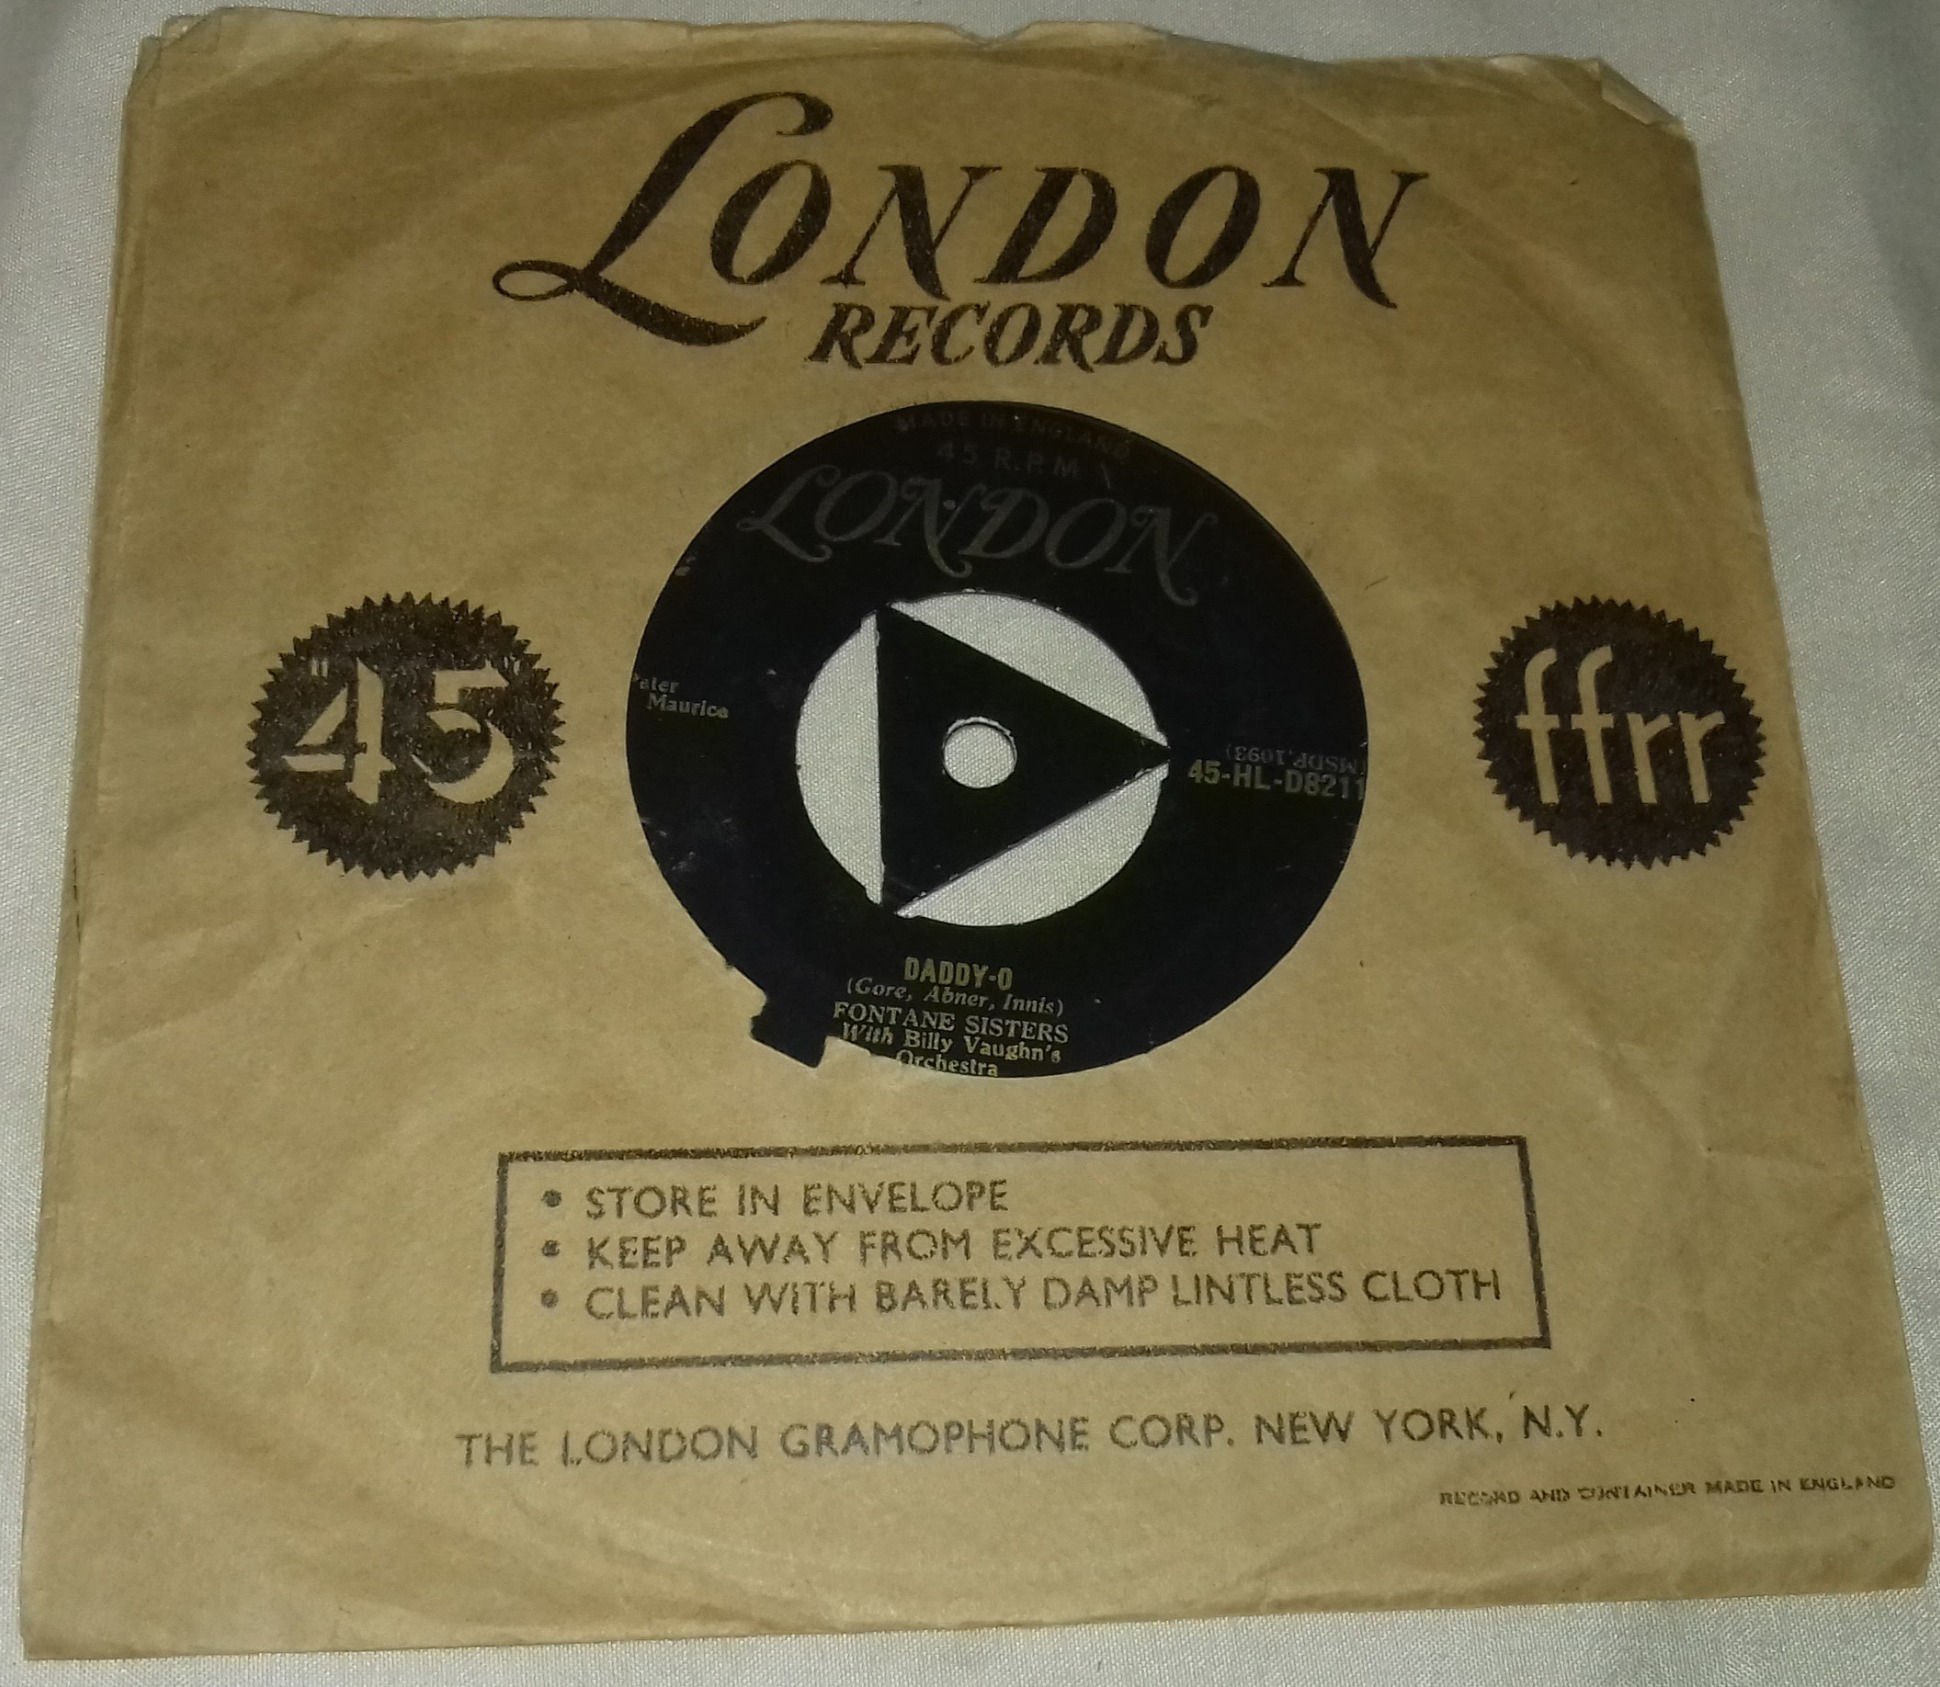 LONDON
RECORDS
MADE IN ENGLAND
45 R.P.M
LONDON
Maurice
(MSDP.1093)
45-HL-D8211
DADDY-O
(Gore, Abner, Innis)
FONTANE SISTERS
With Billy Vaughn's
Orchestra
"45"
ffrr
• STORE IN ENVELOPE
• KEEP AWAY FROM EXCESSIVE HEAT
• CLEAN WITH BARELY DAMP LINTLESS CLOTH
THE LONDON GRAMOPHONE CORP. NEW YORK, N.Y.
RECORD AND CONTAINER MADE IN ENGLAND